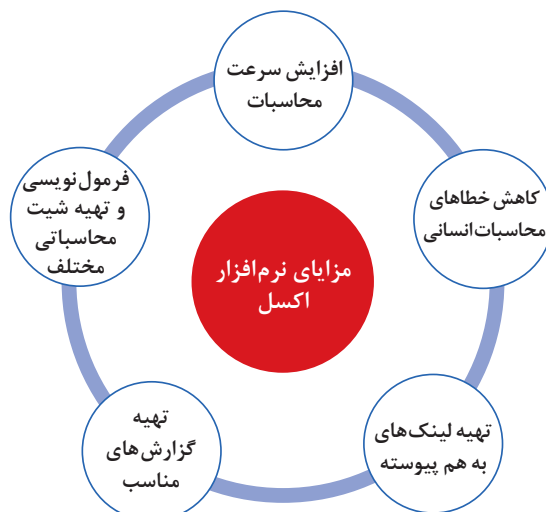 افزایش سرعت
محاسبات
کاهش خطاهای
محاسبات انسانی
تهیه لینک‌های
به هم پیوسته
تهیه
گزارش‌های
مناسب
فرمول‌نویسی
و تهیه شیت
محاسباتی
مختلف
مزایای نرم‌افزار
اکسل